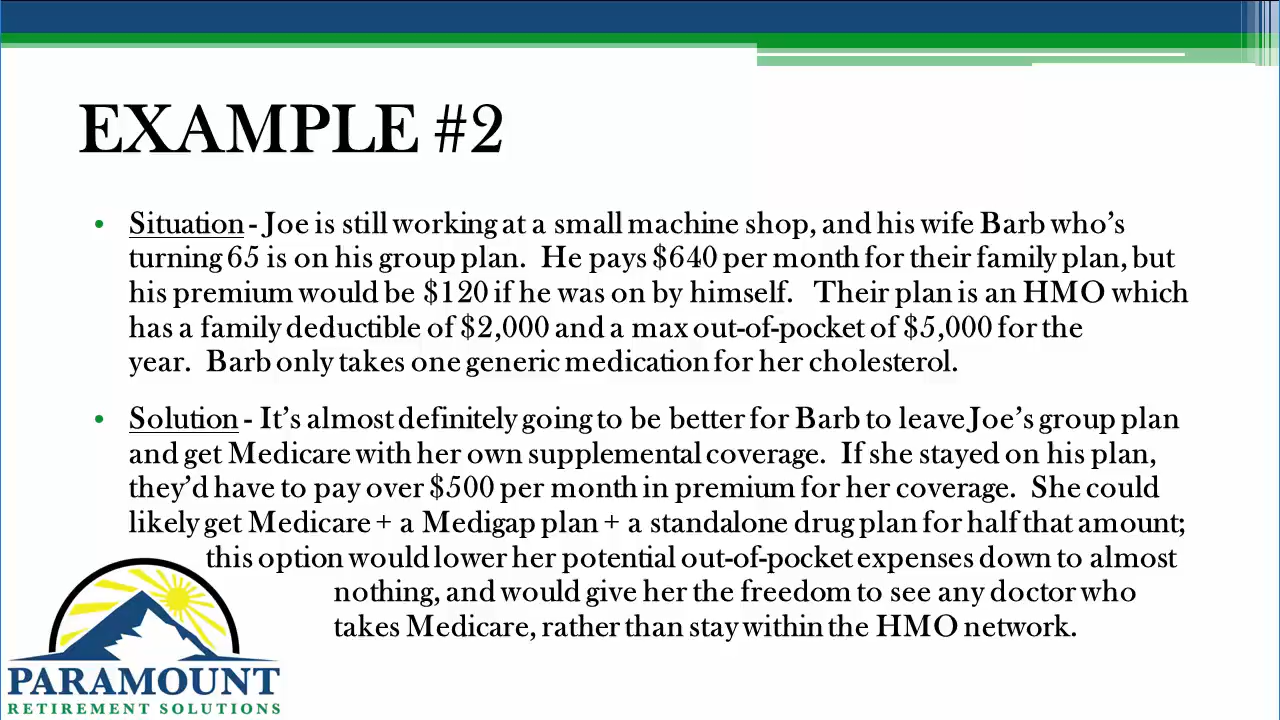 EXAMPLE #2
• Situation - Joe is still working at a small machine shop, and his wife Barb who's
turning 65 is on his group plan. He pays $640 per month for their family plan, but
his premium would be $120 if he was on by himself. Their plan is an HMO which
has a family deductible of $2,000 and a max out-of-pocket of $5,000 for the
year. Barb only takes one generic medication for her cholesterol.
• Solution - It's almost definitely going to be better for Barb to leave Joe's group plan
and get Medicare with her own supplemental coverage. If she stayed on his plan,
they'd have to pay over $500 per month in premium for her coverage. She could
likely get Medicare + a Medigap plan + a standalone drug plan for half that amount;
this option would lower her potential out-of-pocket expenses down to almost
nothing, and would give her the freedom to see any doctor who
takes Medicare, rather than stay within the HMO network.
PARAMOUNT
RETIREMENT SOLUTIONS